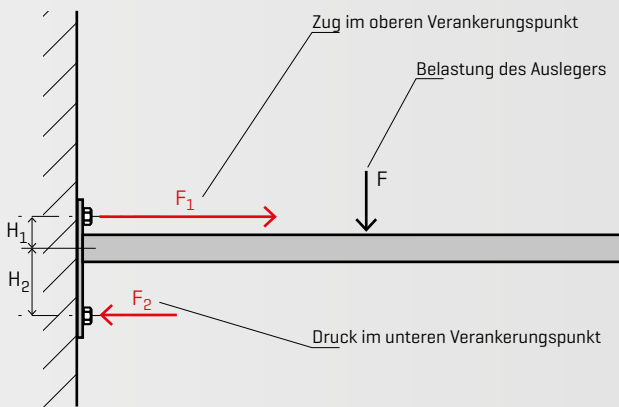 Zug im oberen Verankerungspunkt
Belastung des Auslegers
F
F₁
H₁
H₂
F₂
Druck im unteren Verankerungspunkt